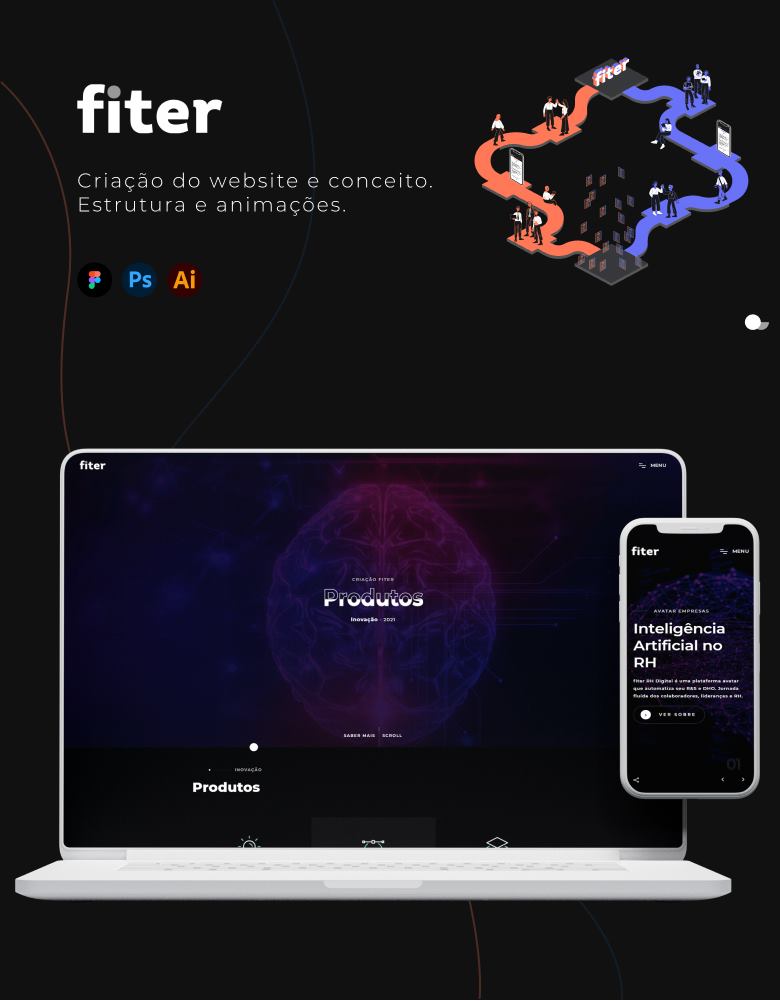 fiter
fiter
Criação do website e conceito.
Estrutura e animações.
Ps
Ai
fiter
MENU
CRIAÇÃO FITER
Produtos
Inovação - 2021
SABER MAIS
SCROLL
INOVAÇÃO
Produtos
fiter
MENU
AVATAR EMPRESAS
Inteligência
Artificial no
RH
fiter RH Digital é uma plataforma avatar
que automatiza seu R&S e DHO. Jornada
fluída dos colaboradores, lideranças e RH.
VER SOBRE
01